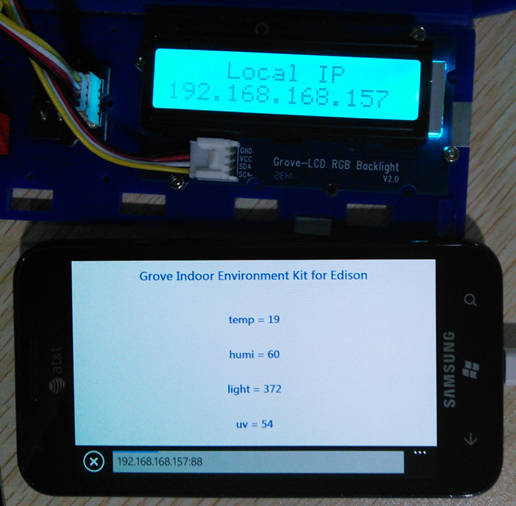 Local IP
192.168.168.157
GND
VCC
SDA
SCL
Grove-LCD RGB Backlight
V2.0
Grove Indoor Environment Kit for Edison
temp = 19
humi = 60
light = 372
uv = 54
192.168.168.157:88
at&t
SAMSUNG